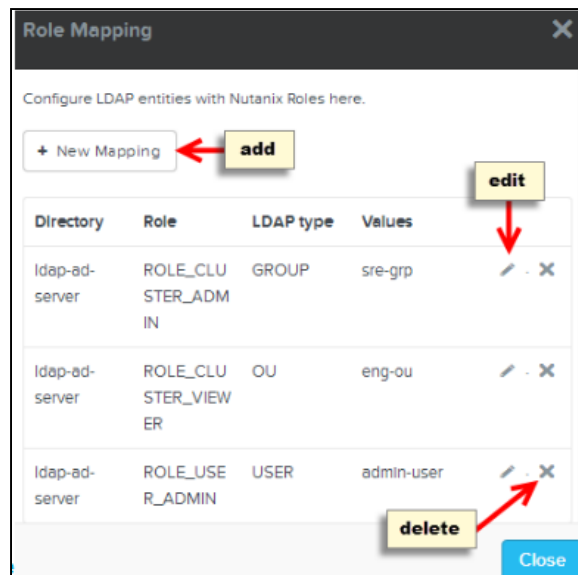 Role Mapping
Configure LDAP entities with Nutanix Roles here.
+ New Mapping
add
edit
Directory Role LDAP type Values
ldap-ad- ROLE_CLU GROUP sre-grp
server STER_ADM
IN
ldap-ad- ROLE_CLU OU eng-ou
server STER_VIEW
ER
ldap-ad- ROLE_USE USER admin-user
server R_ADMIN
delete
Close